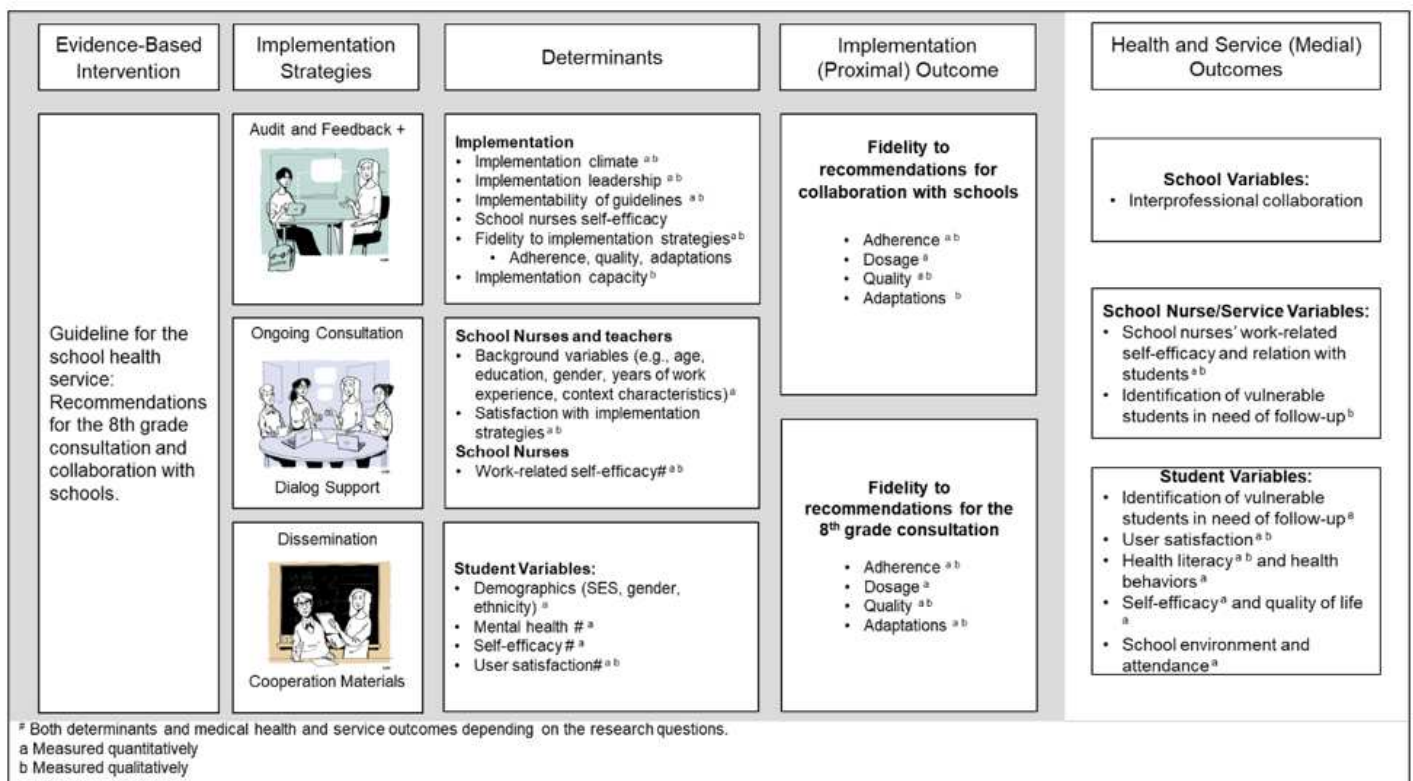 Evidence-Based
Intervention
Implementation
Strategies
Determinants
Implementation
(Proximal) Outcome
Health and Service (Medial)
Outcomes
Guideline for the
school health
service:
Recommendations
for the 8th grade
consultation and
collaboration with
schools.
Audit and Feedback +
Ongoing Consultation
Dialog Support
Dissemination
Cooperation Materials
Implementation
• Implementation climate a b
• Implementation leadership a b
• Implementability of guidelines a b
• School nurses self-efficacy
• Fidelity to implementation strategies a b
• Adherence, quality, adaptations
• Implementation capacity b
School Nurses and teachers
• Background variables (e.g., age,
education, gender, years of work
experience, context characteristics) a
• Satisfaction with implementation
strategies a b
School Nurses
• Work-related self-efficacy# a b
Student Variables:
• Demographics (SES, gender,
ethnicity) a
• Mental health # a
• Self-efficacy # a
• User satisfaction# a b
Fidelity to
recommendations for
collaboration with schools
• Adherence a b
• Dosage a
• Quality a b
• Adaptations b
Fidelity to
recommendations for the
8th grade consultation
• Adherence a b
• Dosage a
• Quality a b
• Adaptations a b
School Variables:
• Interprofessional collaboration
School Nurse/Service Variables:
• School nurses' work-related
self-efficacy and relation with
students a b
• Identification of vulnerable
students in need of follow-up b
Student Variables:
• Identification of vulnerable
students in need of follow-up a
• User satisfaction a b
• Health literacy a b and health
behaviors a
• Self-efficacy a and quality of life
a
• School environment and
attendance a
# Both determinants and medical health and service outcomes depending on the research questions.
a Measured quantitatively
b Measured qualitatively